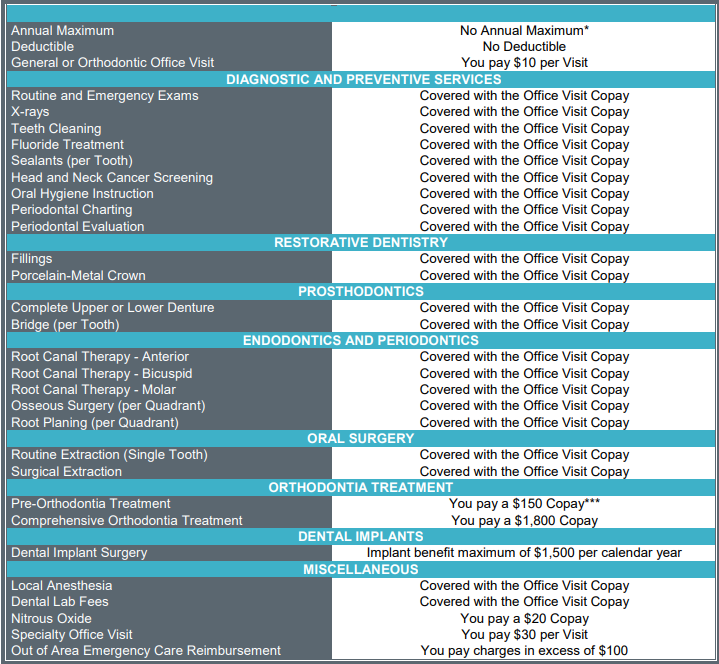 Annual Maximum No Annual Maximum*
Deductible No Deductible
General or Orthodontic Office Visit You pay $10 per Visit
DIAGNOSTIC AND PREVENTIVE SERVICES
Routine and Emergency Exams Covered with the Office Visit Copay
X-rays Covered with the Office Visit Copay
Teeth Cleaning Covered with the Office Visit Copay
Fluoride Treatment Covered with the Office Visit Copay
Sealants (per Tooth) Covered with the Office Visit Copay
Head and Neck Cancer Screening Covered with the Office Visit Copay
Oral Hygiene Instruction Covered with the Office Visit Copay
Periodontal Charting Covered with the Office Visit Copay
Periodontal Evaluation Covered with the Office Visit Copay
RESTORATIVE DENTISTRY
Fillings Covered with the Office Visit Copay
Porcelain-Metal Crown Covered with the Office Visit Copay
PROSTHODONTICS
Complete Upper or Lower Denture Covered with the Office Visit Copay
Bridge (per Tooth) Covered with the Office Visit Copay
ENDODONTICS AND PERIODONTICS
Root Canal Therapy - Anterior Covered with the Office Visit Copay
Root Canal Therapy - Bicuspid Covered with the Office Visit Copay
Root Canal Therapy - Molar Covered with the Office Visit Copay
Osseous Surgery (per Quadrant) Covered with the Office Visit Copay
Root Planing (per Quadrant) Covered with the Office Visit Copay
ORAL SURGERY
Routine Extraction (Single Tooth) Covered with the Office Visit Copay
Surgical Extraction Covered with the Office Visit Copay
ORTHODONTIA TREATMENT
Pre-Orthodontia Treatment You pay a $150 Copay***
Comprehensive Orthodontia Treatment You pay a $1,800 Copay
DENTAL IMPLANTS
Dental Implant Surgery Implant benefit maximum of $1,500 per calendar year
MISCELLANEOUS
Local Anesthesia Covered with the Office Visit Copay
Dental Lab Fees Covered with the Office Visit Copay
Nitrous Oxide You pay a $20 Copay
Specialty Office Visit You pay $30 per Visit
Out of Area Emergency Care Reimbursement You pay charges in excess of $100